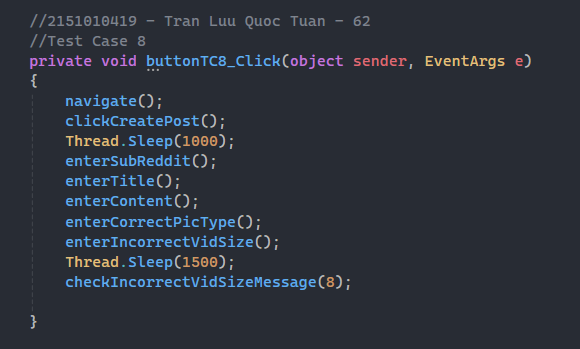 //2151010419 - Tran Luu Quoc Tuan - 62
//Test Case 8
private void buttonTC8_Click(object sender, EventArgs e)
{
navigate();
clickCreatePost();
Thread.Sleep(1000);
enterSubReddit();
enterTitle();
enterContent();
enterCorrectPicType();
enterIncorrectVidSize();
Thread.Sleep(1500);
checkIncorrectVidSizeMessage(8);
}